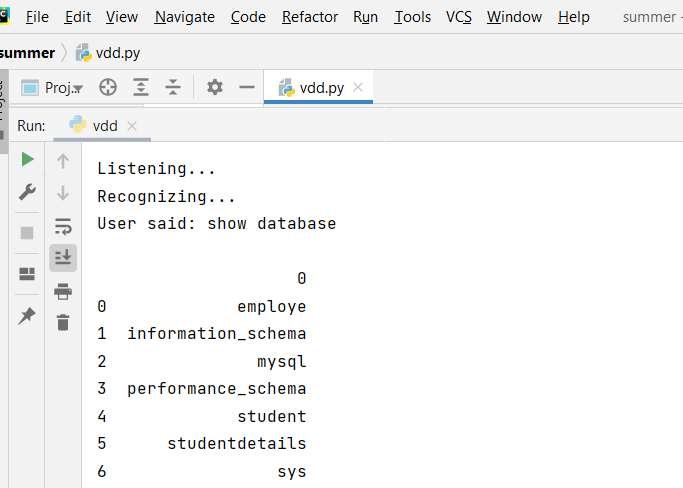 File Edit View Navigate Code Refactor Run Tools VCS Window Help summer
summer vdd.py
Proj... vdd.py
Run: vdd
Listening...
Recognizing...
User said: show database
0
0 employe
1 information_schema
2 mysql
3 performance_schema
4 student
5 studentdetails
6 sys